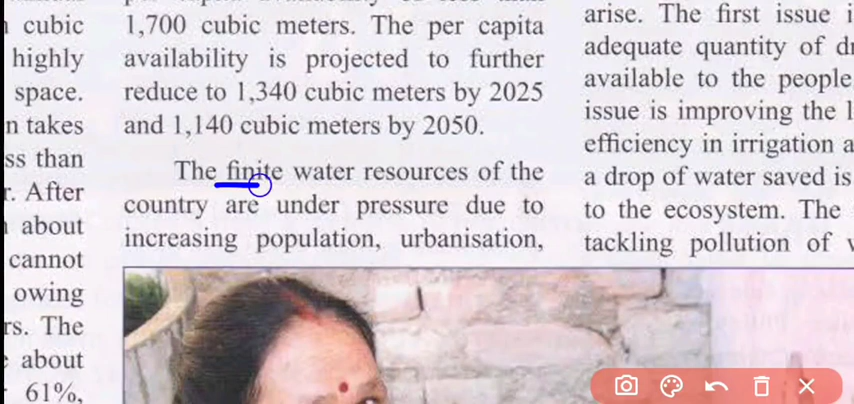 cubic
highly
space.
takes
than
After
about
cannot
owing
The
about
61%,
1,700 cubic meters. The per capita
availability is projected to further
reduce to 1,340 cubic meters by 2025
and 1,140 cubic meters by 2050.
The finite water resources of the
country are under pressure due to
increasing population, urbanisation,
arise. The first issue
adequate quantity of
available to the people
issue is improving the
efficiency in irrigation
a drop of water saved is
to the ecosystem. The
tackling pollution of